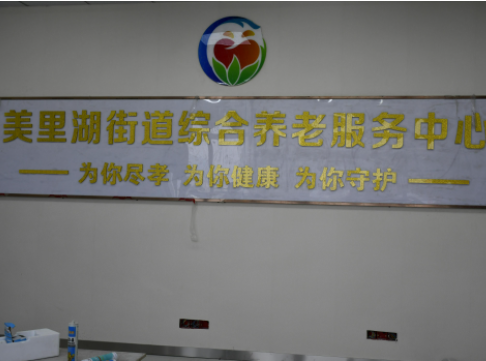 美里湖街道综合养老服务中心
为你尽孝 为你健康 为你守护